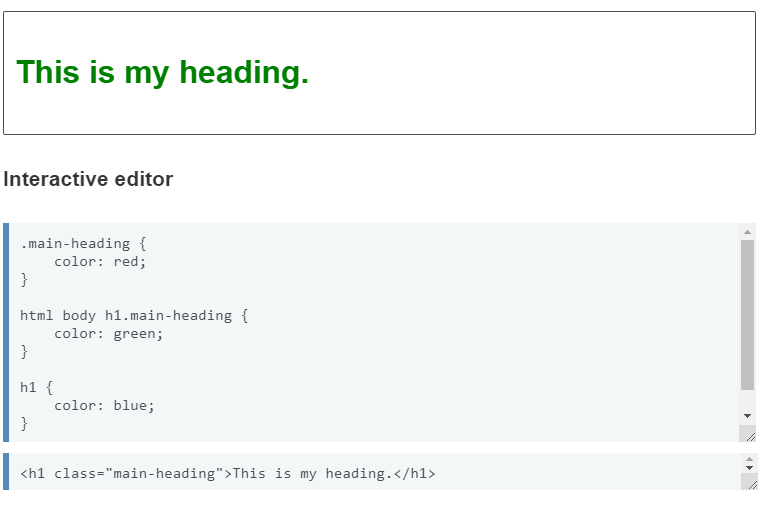 This is my heading.
Interactive editor
.main-heading {
    color: red;
}

html body h1.main-heading {
    color: green;
}

h1 {
    color: blue;
}
<h1 class="main-heading">This is my heading.</h1>